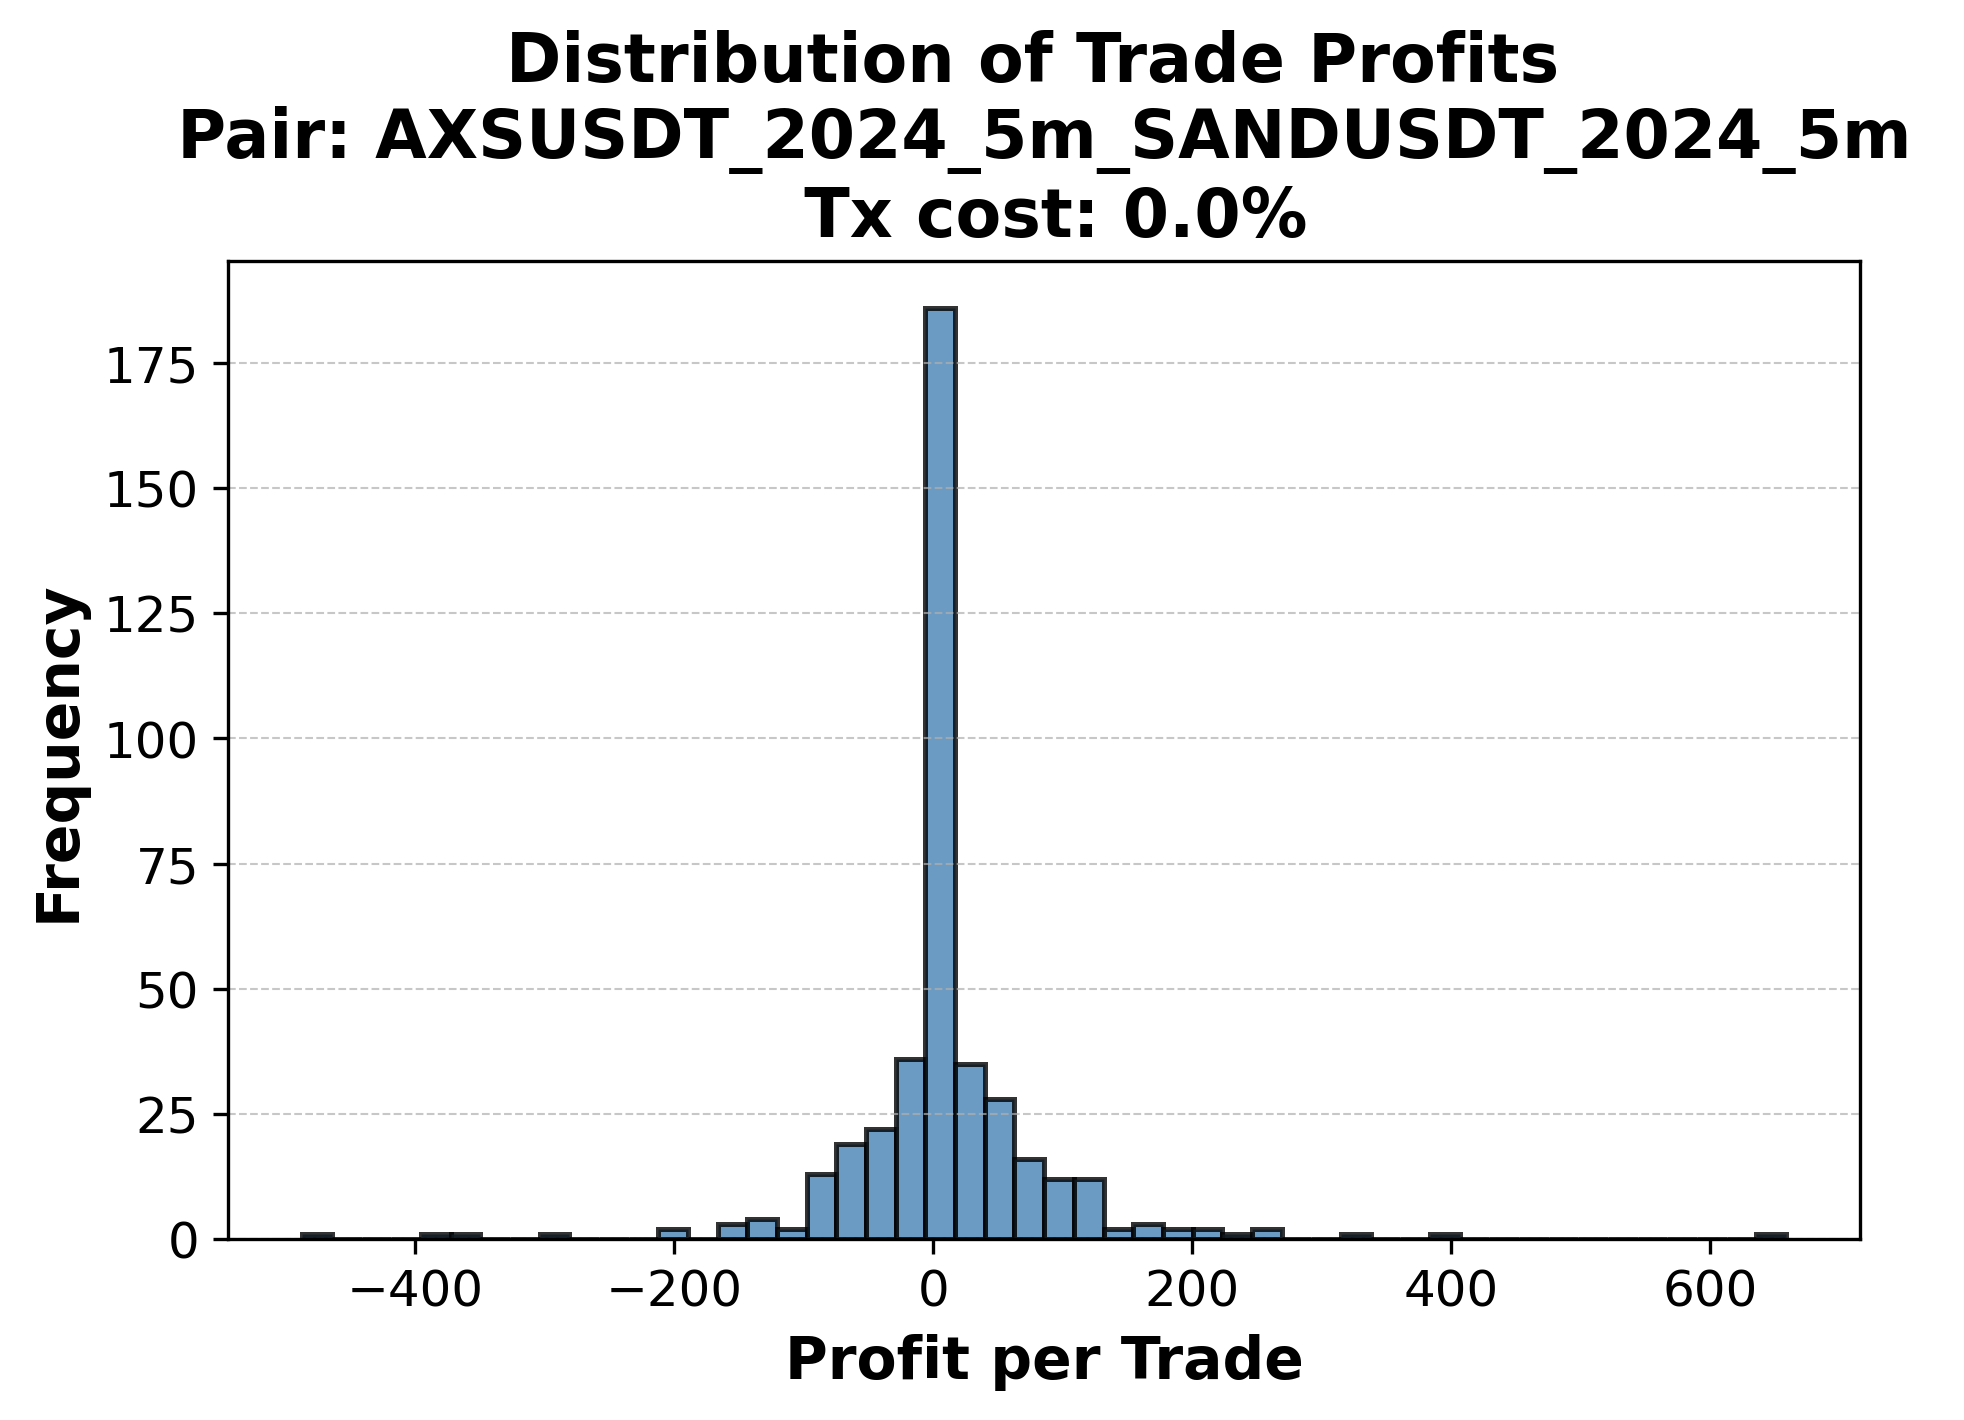 Distribution of Trade Profits
Pair: AXSUSDT_2024_5m_SANDUSDT_2024_5m
Tx cost: 0.0%
175
150
125
100
75
50
25
0
Frequency
−400
−200
0
200
400
600
Profit per Trade